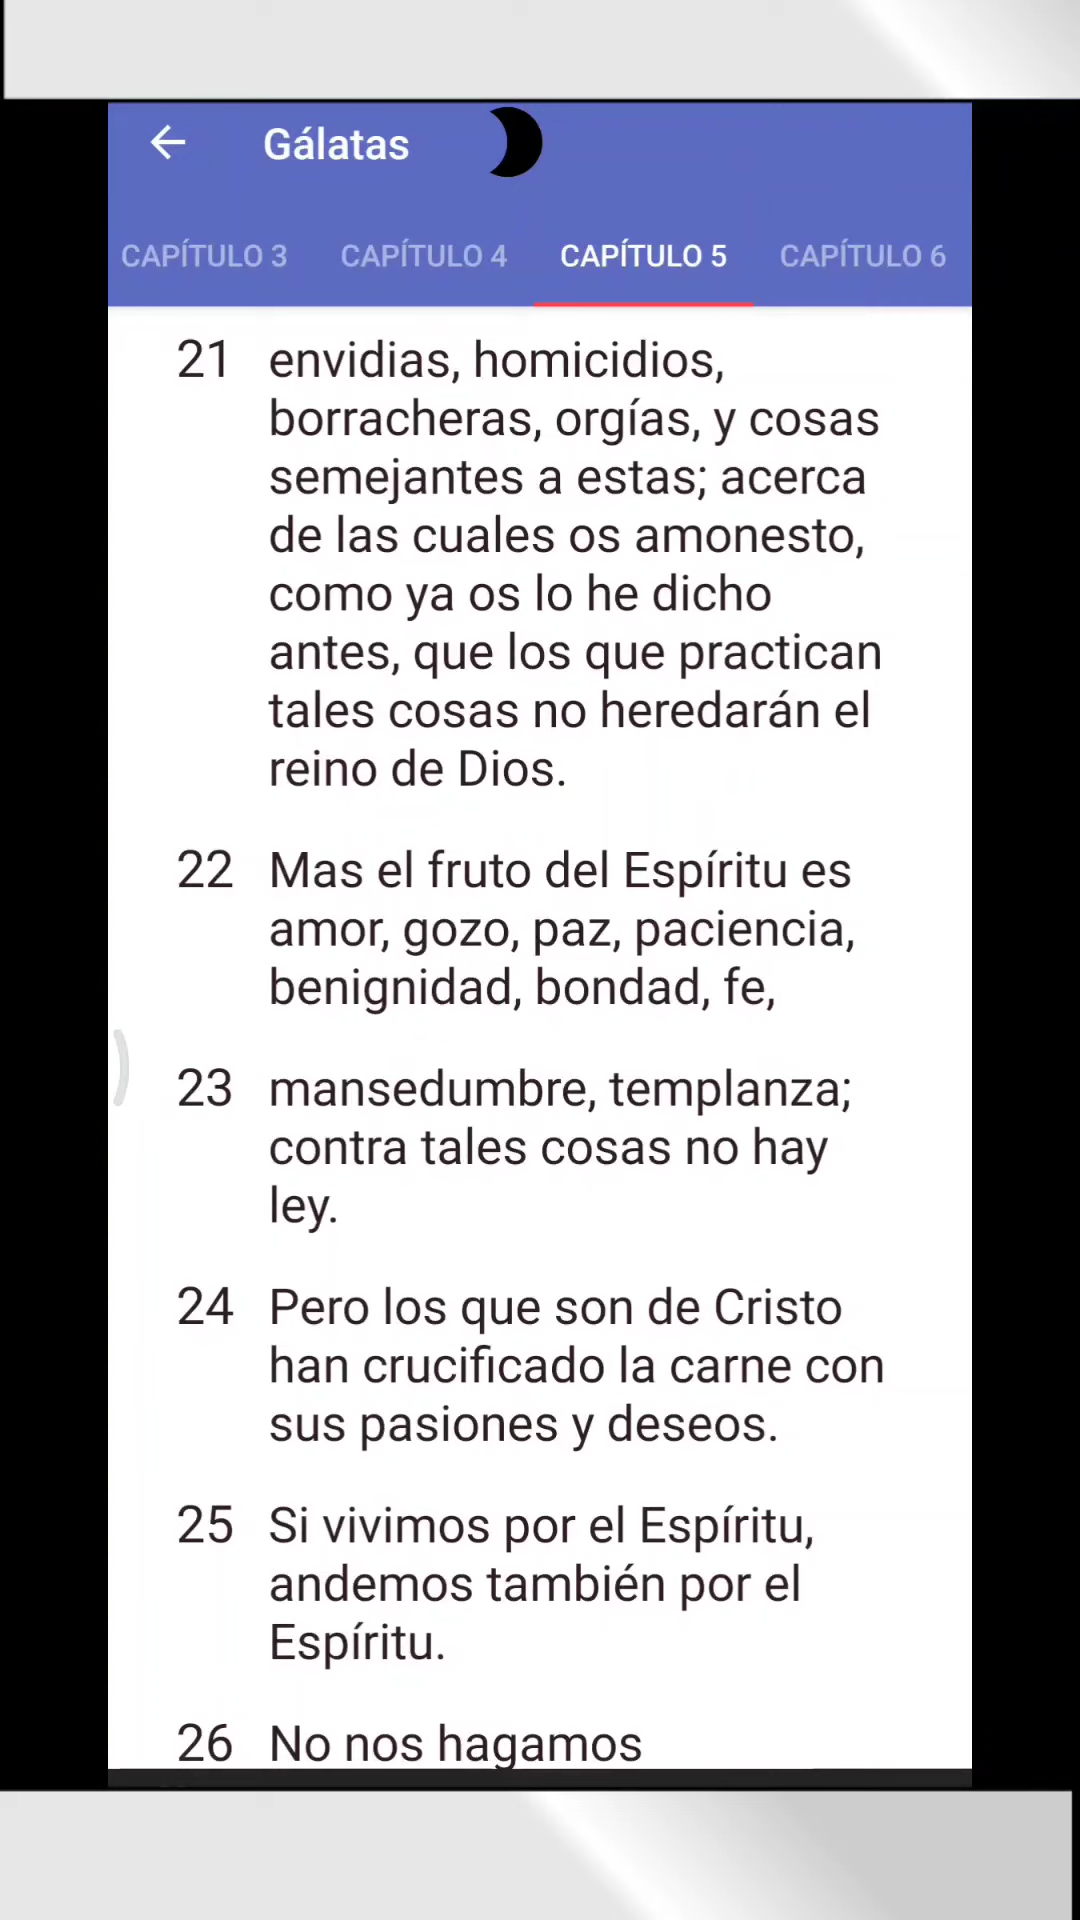 Gálatas
CAPÍTULO 3 CAPÍTULO 4 CAPÍTULO 5 CAPÍTULO 6
21 envidias, homicidios,
borracheras, orgías, y cosas
semejantes a estas; acerca
de las cuales os amonesto,
como ya os lo he dicho
antes, que los que practican
tales cosas no heredarán el
reino de Dios.
22 Mas el fruto del Espíritu es
amor, gozo, paz, paciencia,
benignidad, bondad, fe,
23 mansedumbre, templanza;
contra tales cosas no hay
ley.
24 Pero los que son de Cristo
han crucificado la carne con
sus pasiones y deseos.
25 Si vivimos por el Espíritu,
andemos también por el
Espíritu.
26 No nos hagamos